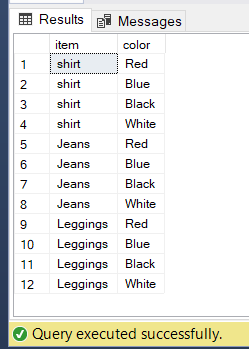 Results Messages
item color
1 shirt Red
2 shirt Blue
3 shirt Black
4 shirt White
5 Jeans Red
6 Jeans Blue
7 Jeans Black
8 Jeans White
9 Leggings Red
10 Leggings Blue
11 Leggings Black
12 Leggings White
Query executed successfully.